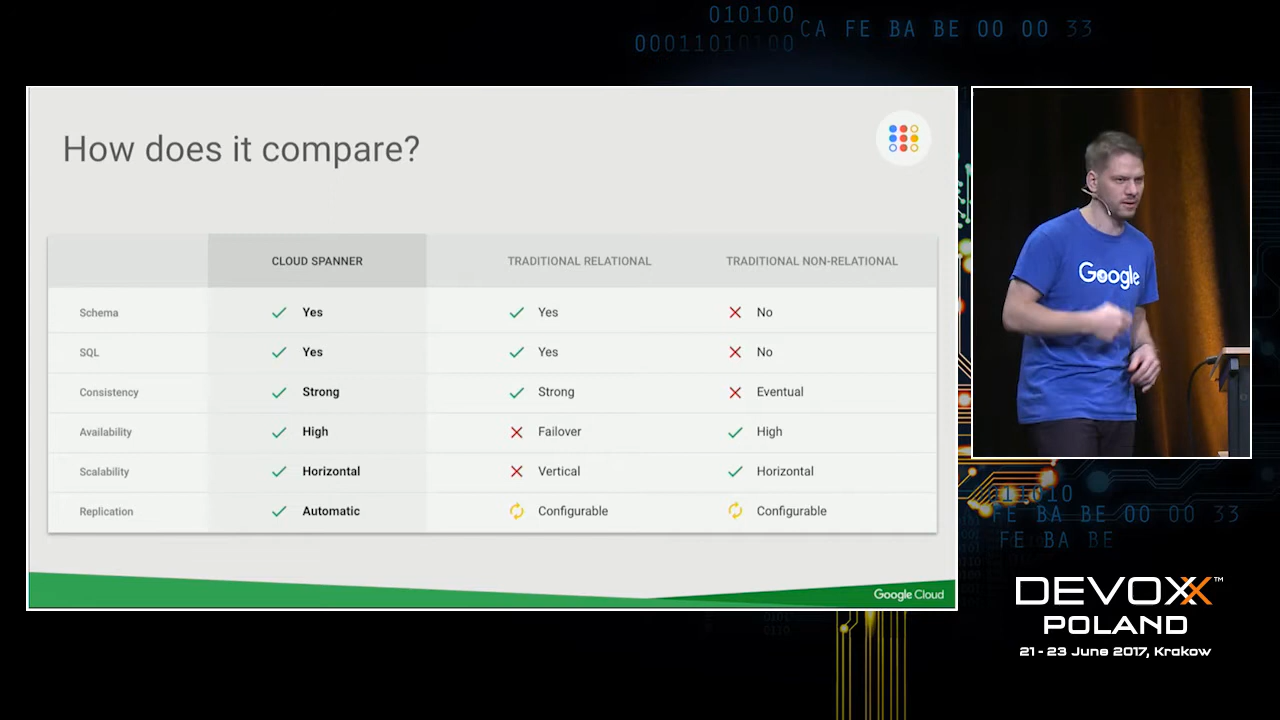 010100
CA FE BA BE 00 00 33
00011010100
How does it compare?
CLOUD SPANNER TRADITIONAL RELATIONAL TRADITIONAL NON-RELATIONAL
Schema Yes Yes No
SQL Yes Yes No
Consistency Strong Strong Eventual
Availability High Failover High
Scalability Horizontal Vertical Horizontal
Replication Automatic Configurable Configurable
Google Cloud
Google
FE BA BE 00 00 33
FE BA BE
DEVOXX™
POLAND
21 - 23 June 2017, Krakow